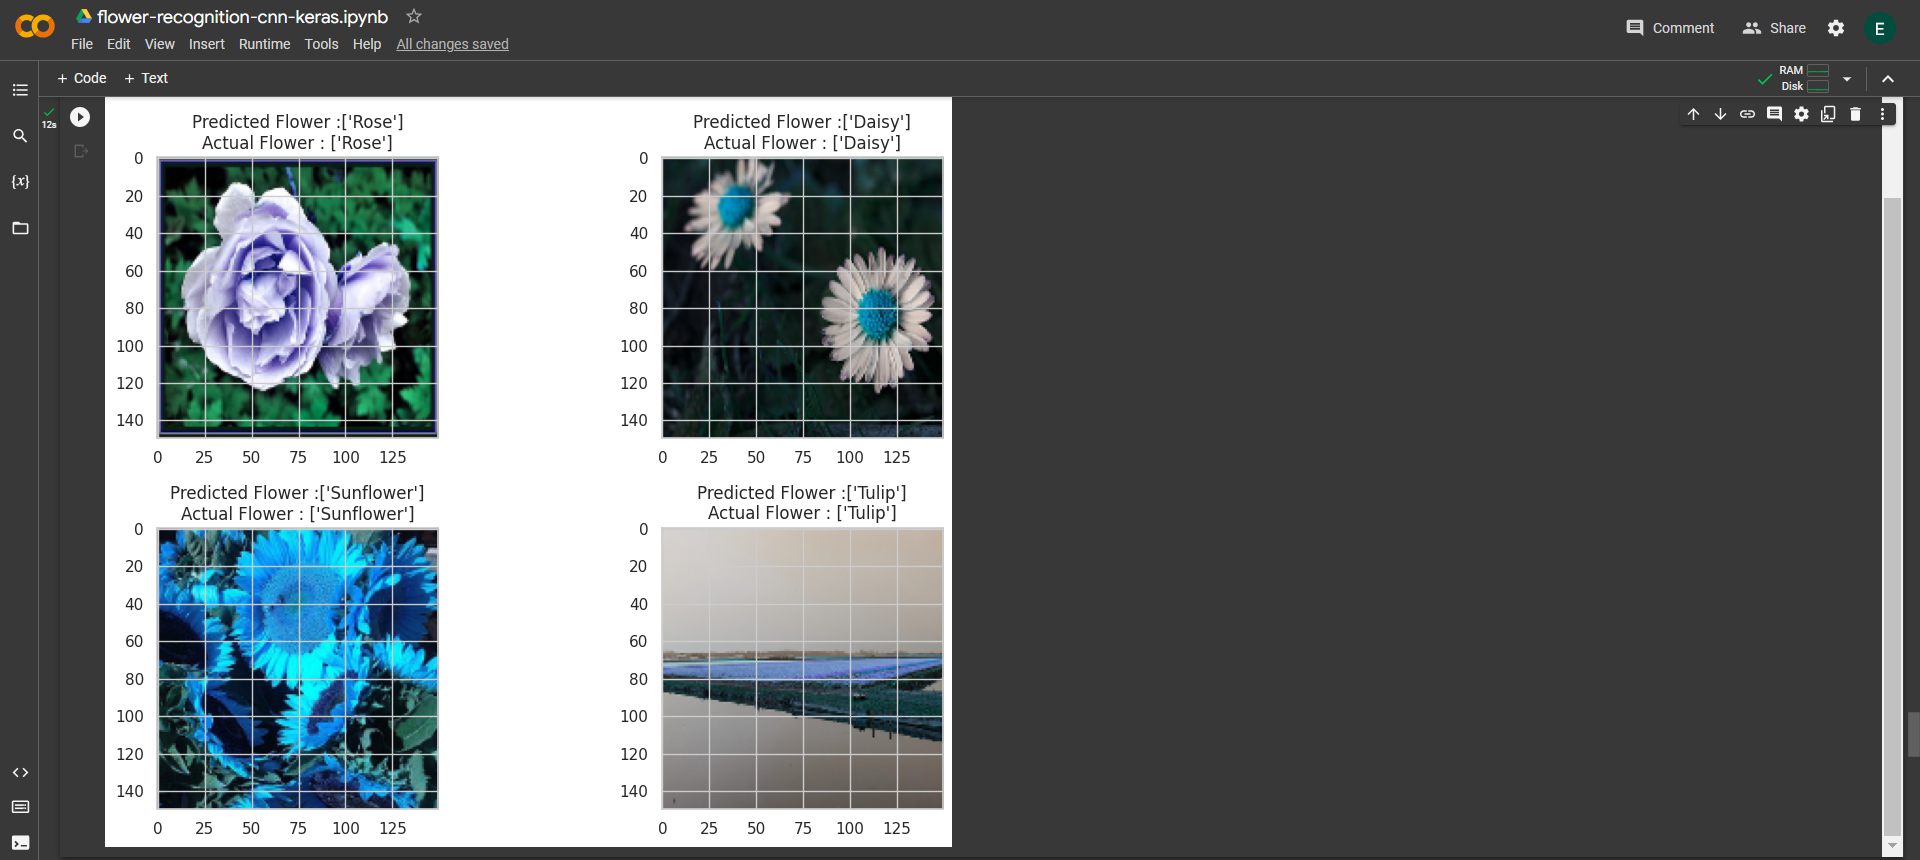 flower-recognition-cnn-keras.ipynb
File Edit View Insert Runtime Tools Help All changes saved
Comment Share E
+ Code + Text
RAM
Disk
12s
{x}
Predicted Flower :['Rose']
Actual Flower : ['Rose']
0
20
40
60
80
100
120
140
0 25 50 75 100 125
Predicted Flower :['Daisy']
Actual Flower : ['Daisy']
0
20
40
60
80
100
120
140
0 25 50 75 100 125
Predicted Flower :['Sunflower']
Actual Flower : ['Sunflower']
0
20
40
60
80
100
120
140
0 25 50 75 100 125
Predicted Flower :['Tulip']
Actual Flower : ['Tulip']
0
20
40
60
80
100
120
140
0 25 50 75 100 125